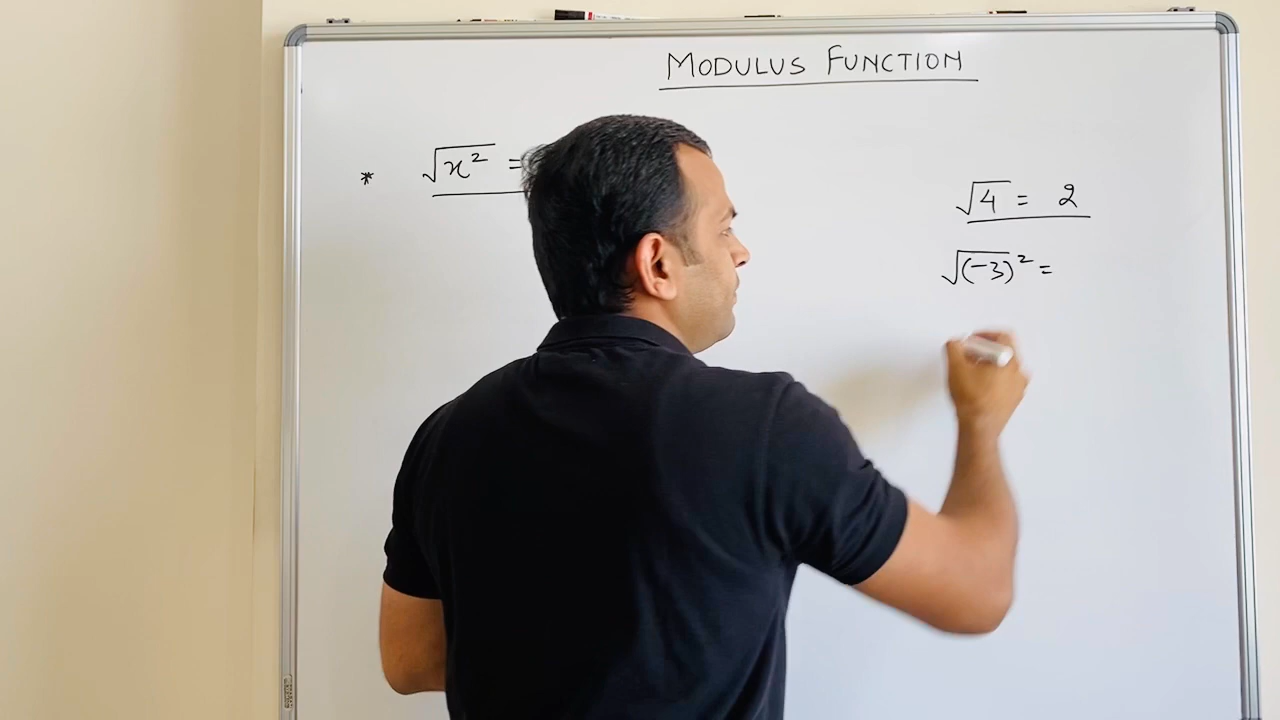 MODULUS FUNCTION
* √x² =
√4 = 2
√(-3)² =